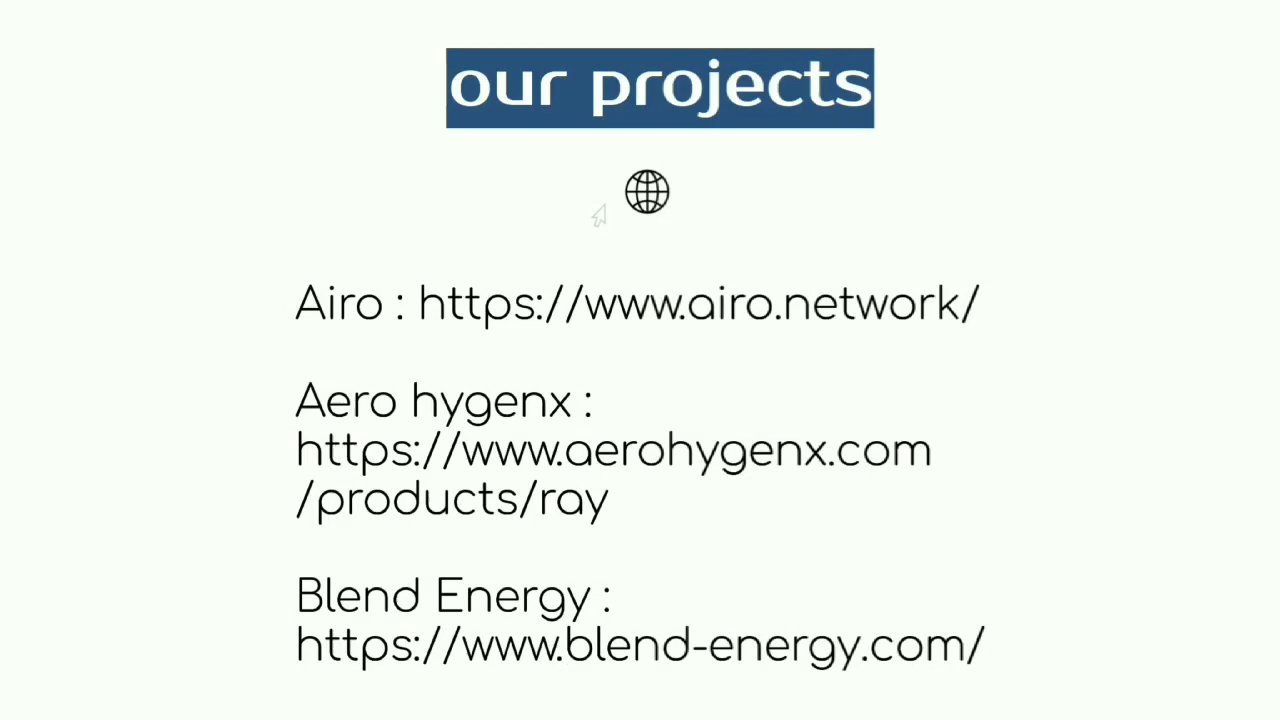 our projects
Airo : https://www.airo.network/
Aero hygenx :
https://www.aerohygenx.com
/products/ray
Blend Energy :
https://www.blend-energy.com/